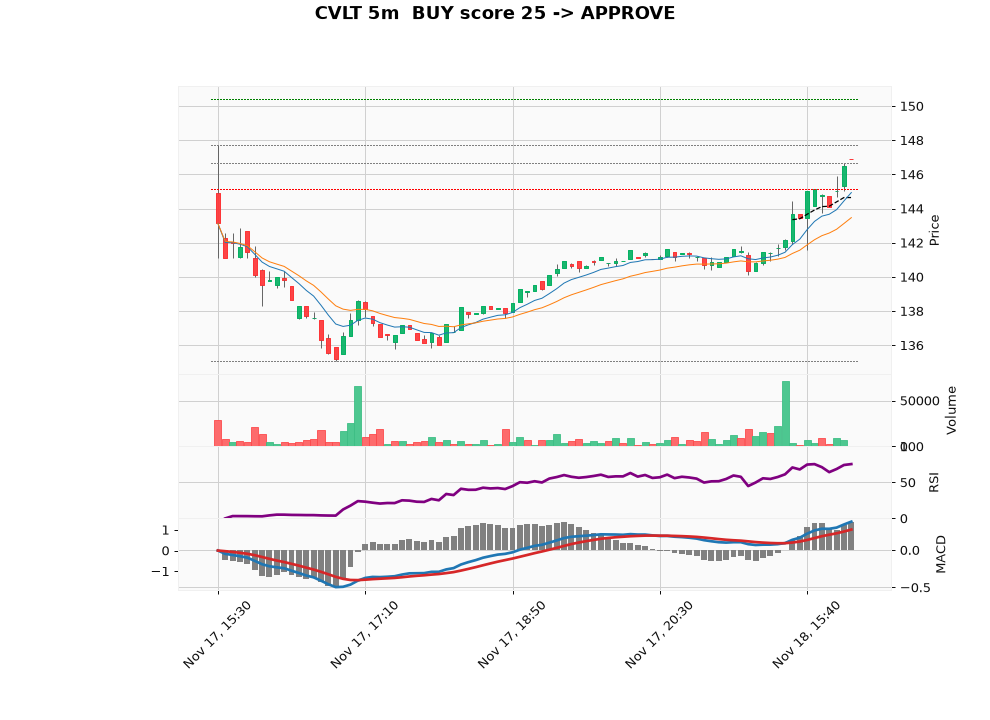 CVLT 5m  BUY score 25 -> APPROVE
150
148
146
144
142
140
138
136
Price
50000
0
Volume
100
50
0
RSI
1
0
−1
0.0
−0.5
MACD
Nov 17, 15:30
Nov 17, 17:10
Nov 17, 18:50
Nov 17, 20:30
Nov 18, 15:40